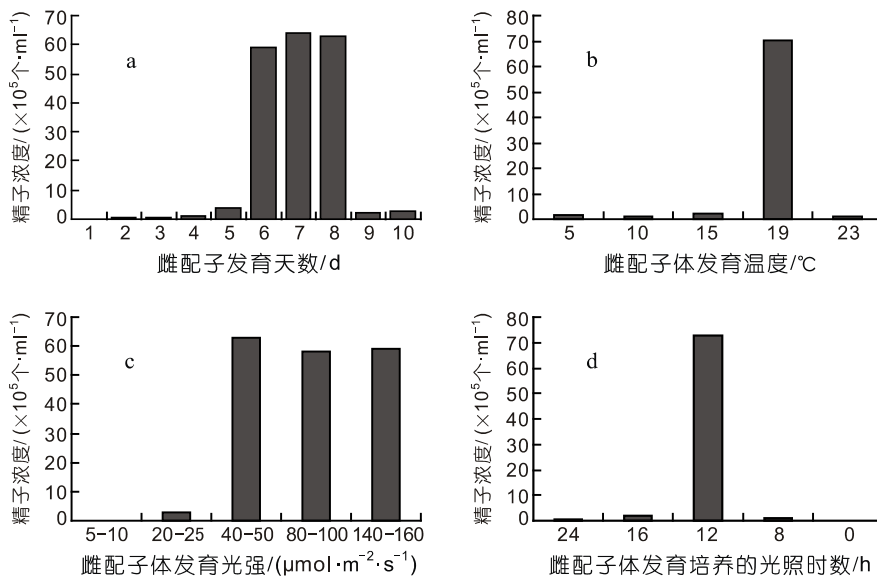 精子浓度/(×10⁵个·ml⁻¹)
70
60
50
40
30
20
10
0
a
1 2 3 4 5 6 7 8 9 10
雌配子发育天数/d
精子浓度/(×10⁵个·ml⁻¹)
80
70
60
50
40
30
20
10
0
b
5 10 15 19 23
雌配子体发育温度/℃
精子浓度/(×10⁵个·ml⁻¹)
70
60
50
40
30
20
10
0
c
5-10 20-25 40-50 80-100 140-160
雌配子体发育光强/(μmol·m⁻²·s⁻¹)
精子浓度/(×10⁵个·ml⁻¹)
80
70
60
50
40
30
20
10
0
d
24 16 12 8 0
雌配子体发育培养的光照时数/h